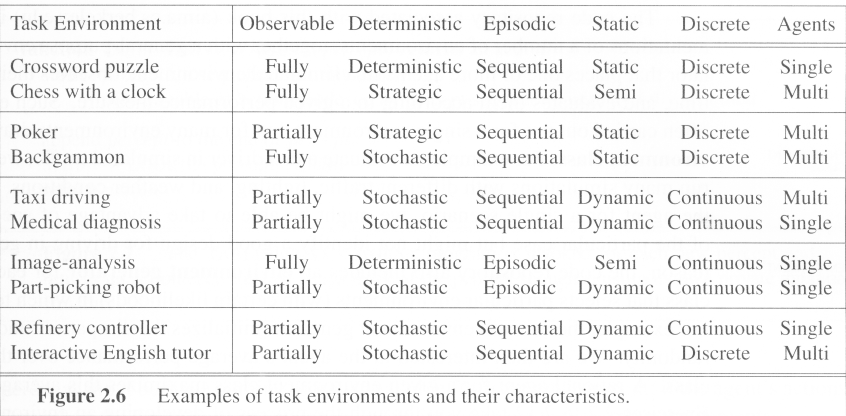 Task Environment Observable Deterministic Episodic Static Discrete Agents
Crossword puzzle Fully Deterministic Sequential Static Discrete Single
Chess with a clock Fully Strategic Sequential Semi Discrete Multi
Poker Partially Strategic Sequential Static Discrete Multi
Backgammon Fully Stochastic Sequential Static Discrete Multi
Taxi driving Partially Stochastic Sequential Dynamic Continuous Multi
Medical diagnosis Partially Stochastic Sequential Dynamic Continuous Single
Image-analysis Fully Deterministic Episodic Semi Continuous Single
Part-picking robot Partially Stochastic Episodic Dynamic Continuous Single
Refinery controller Partially Stochastic Sequential Dynamic Continuous Single
Interactive English tutor Partially Stochastic Sequential Dynamic Discrete Multi
Figure 2.6 Examples of task environments and their characteristics.